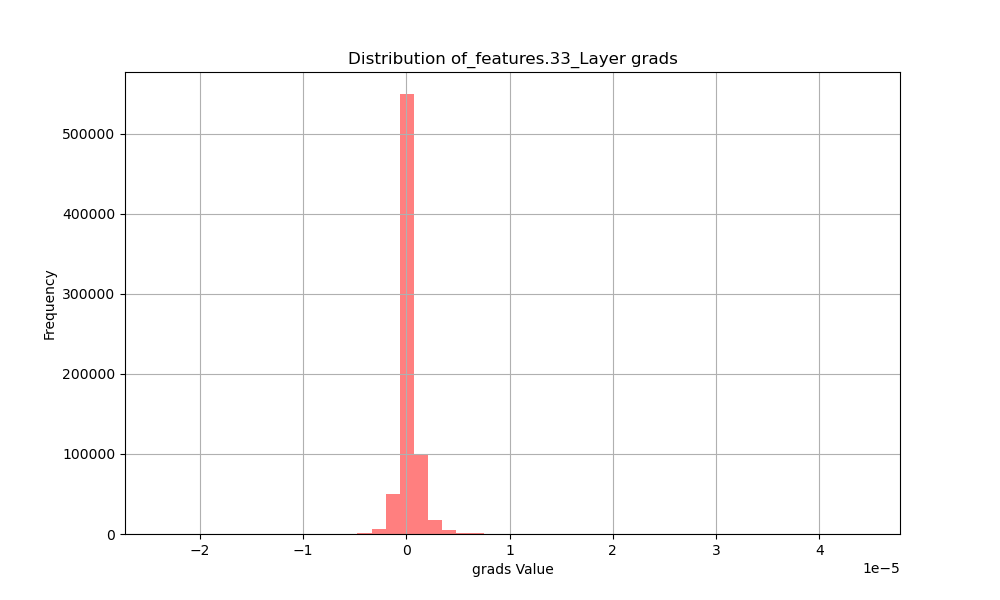 Distribution of_features.33_Layer grads
Frequency
500000
400000
300000
200000
100000
0
−2 −1 0 1 2 3 4
1e−5
grads Value